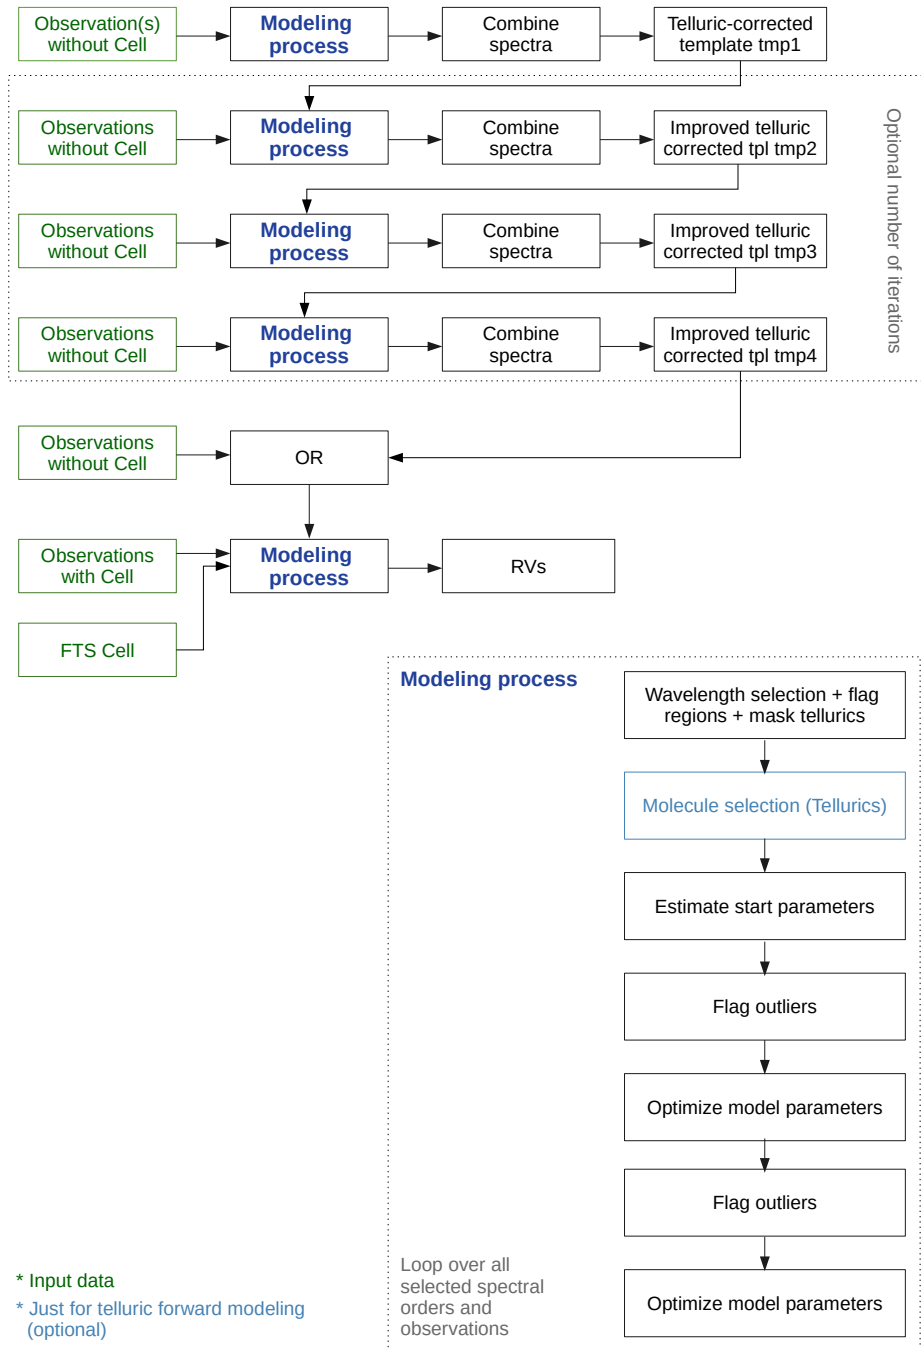 Observation(s)
without Cell
Modeling
process
Combine
spectra
Telluric-corrected
template tmp1
Observations
without Cell
Modeling
process
Combine
spectra
Improved telluric
corrected tpl tmp2
Observations
without Cell
Modeling
process
Combine
spectra
Improved telluric
corrected tpl tmp3
Observations
without Cell
Modeling
process
Combine
spectra
Improved telluric
corrected tpl tmp4
Optional number of iterations
Observations
without Cell
OR
Observations
with Cell
Modeling
process
RVs
FTS Cell
Modeling process
Wavelength selection + flag
regions + mask tellurics
Molecule selection (Tellurics)
Estimate start parameters
Flag outliers
Optimize model parameters
Flag outliers
Optimize model parameters
Loop over all
selected spectral
orders and
observations
* Input data
* Just for telluric forward modeling
(optional)